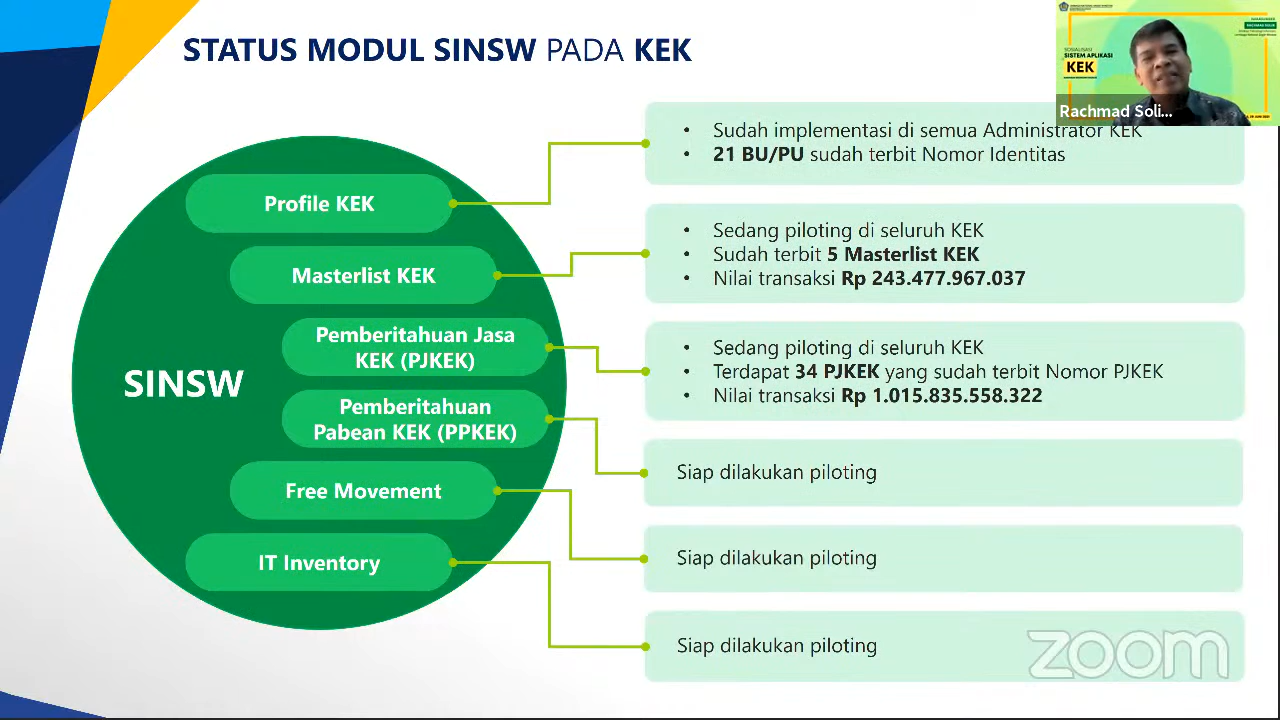 STATUS MODUL SINSW PADA KEK
SOSIALISASI
SISTEM APLIKASI
KEK
Rachmad Soli...
• Sudah implementasi di semua Administrator KEK
• 21 BU/PU sudah terbit Nomor Identitas
Profile KEK
• Sedang piloting di seluruh KEK
• Sudah terbit 5 Masterlist KEK
• Nilai transaksi Rp 243.477.967.037
Masterlist KEK
• Sedang piloting di seluruh KEK
• Terdapat 34 PJKEK yang sudah terbit Nomor PJKEK
• Nilai transaksi Rp 1.015.835.558.322
Pemberitahuan Jasa
KEK (PJKEK)
SINSW
Pemberitahuan
Pabean KEK (PPKEK)
Siap dilakukan piloting
Free Movement
Siap dilakukan piloting
IT Inventory
Siap dilakukan piloting
zoom